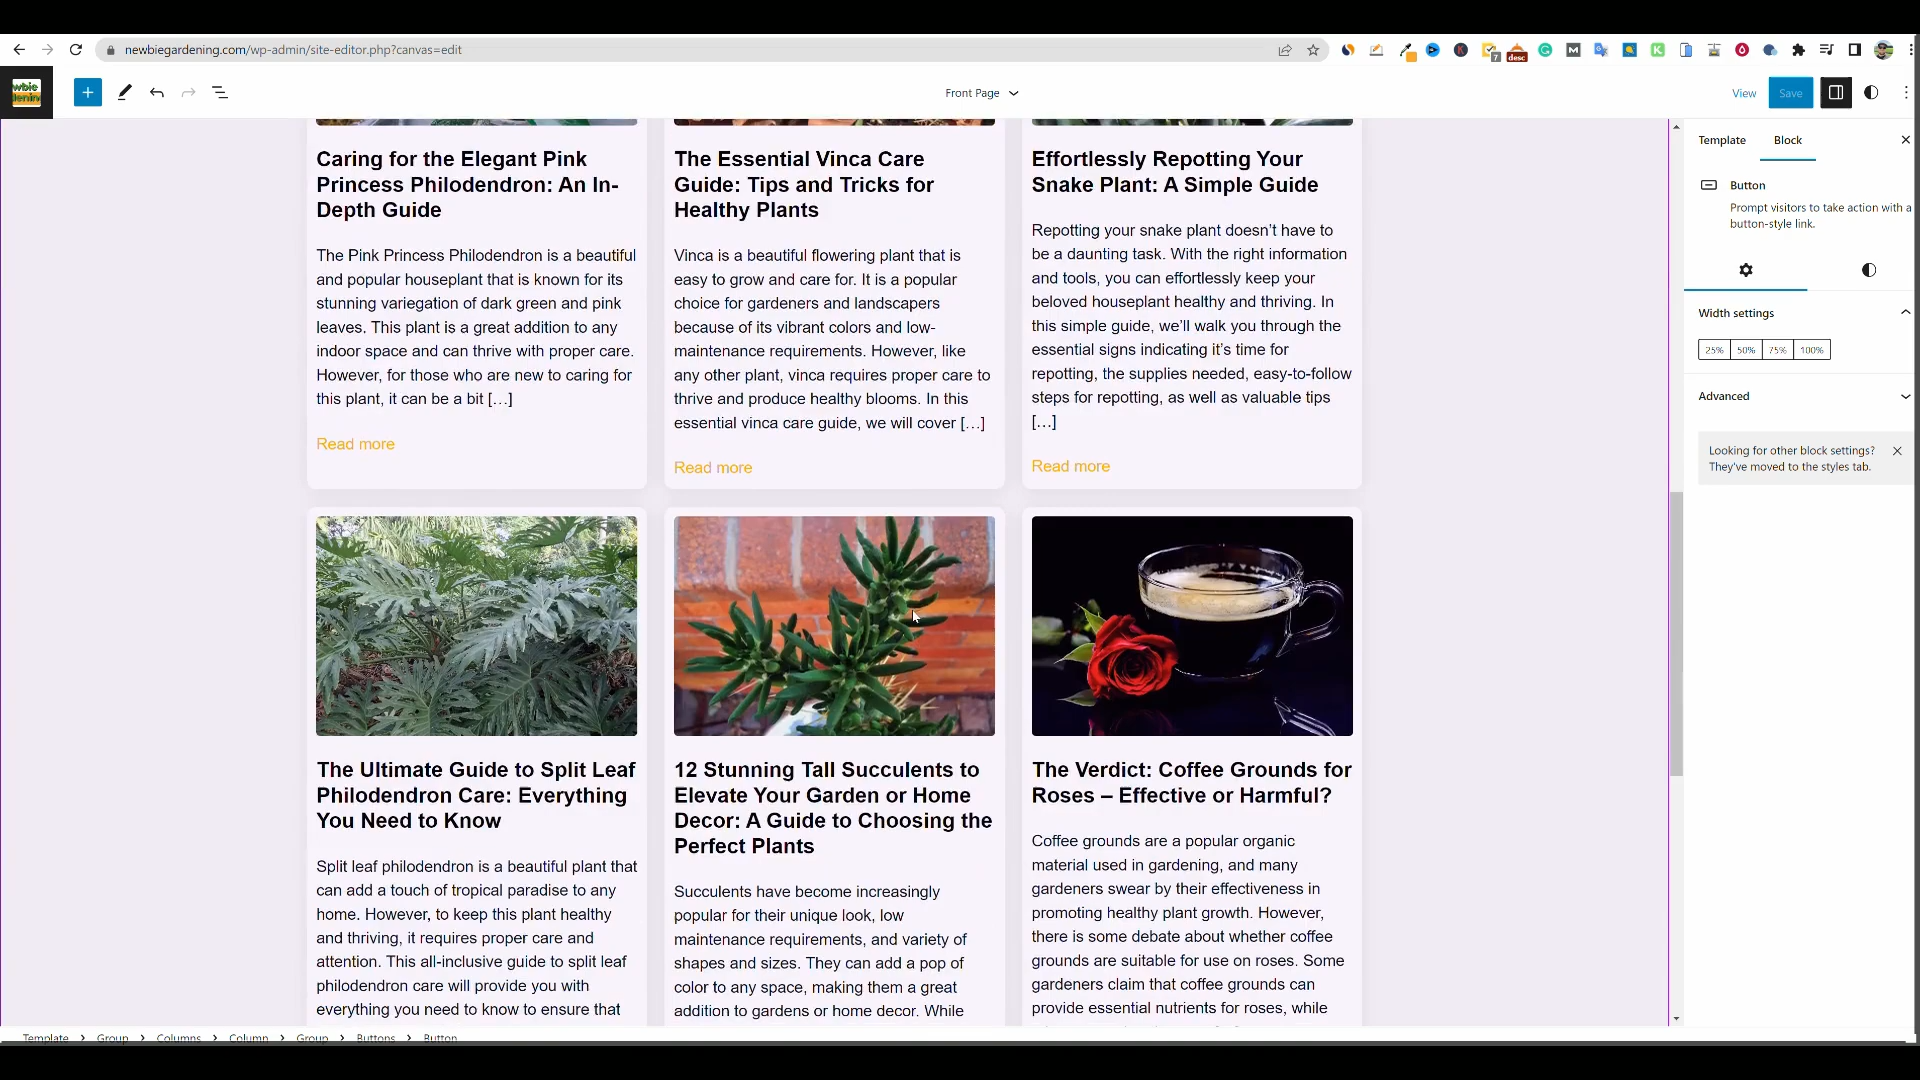 newbiegardening.com/wp-admin/site-editor.php?canvas=edit
7
desc
Front Page
View
Save
Template
Block
Button
Prompt visitors to take action with a
button-style link.
Width settings
25% 50% 75% 100%
Advanced
Looking for other block settings?
They've moved to the styles tab.
Caring for the Elegant Pink
Princess Philodendron: An In-
Depth Guide
The Pink Princess Philodendron is a beautiful
and popular houseplant that is known for its
stunning variegation of dark green and pink
leaves. This plant is a great addition to any
indoor space and can thrive with proper care.
However, for those who are new to caring for
this plant, it can be a bit […]
Read more
The Essential Vinca Care
Guide: Tips and Tricks for
Healthy Plants
Vinca is a beautiful flowering plant that is
easy to grow and care for. It is a popular
choice for gardeners and landscapers
because of its vibrant colors and low-
maintenance requirements. However, like
any other plant, vinca requires proper care to
thrive and produce healthy blooms. In this
essential vinca care guide, we will cover […]
Read more
Effortlessly Repotting Your
Snake Plant: A Simple Guide
Repotting your snake plant doesn't have to
be a daunting task. With the right information
and tools, you can effortlessly keep your
beloved houseplant healthy and thriving. In
this simple guide, we'll walk you through the
essential signs indicating it's time for
repotting, the supplies needed, easy-to-follow
steps for repotting, as well as valuable tips
[…]
Read more
The Ultimate Guide to Split Leaf
Philodendron Care: Everything
You Need to Know
Split leaf philodendron is a beautiful plant that
can add a touch of tropical paradise to any
home. However, to keep this plant healthy
and thriving, it requires proper care and
attention. This all-inclusive guide to split leaf
philodendron care will provide you with
everything you need to know to ensure that
12 Stunning Tall Succulents to
Elevate Your Garden or Home
Decor: A Guide to Choosing the
Perfect Plants
Succulents have become increasingly
popular for their unique look, low
maintenance requirements, and variety of
shapes and sizes. They can add a pop of
color to any space, making them a great
addition to gardens or home decor. While
The Verdict: Coffee Grounds for
Roses – Effective or Harmful?
Coffee grounds are a popular organic
material used in gardening, and many
gardeners swear by their effectiveness in
promoting healthy plant growth. However,
there is some debate about whether coffee
grounds are suitable for use on roses. Some
gardeners claim that coffee grounds can
provide essential nutrients for roses, while
Template > Group > Columns > Column > Group > Buttons > Button